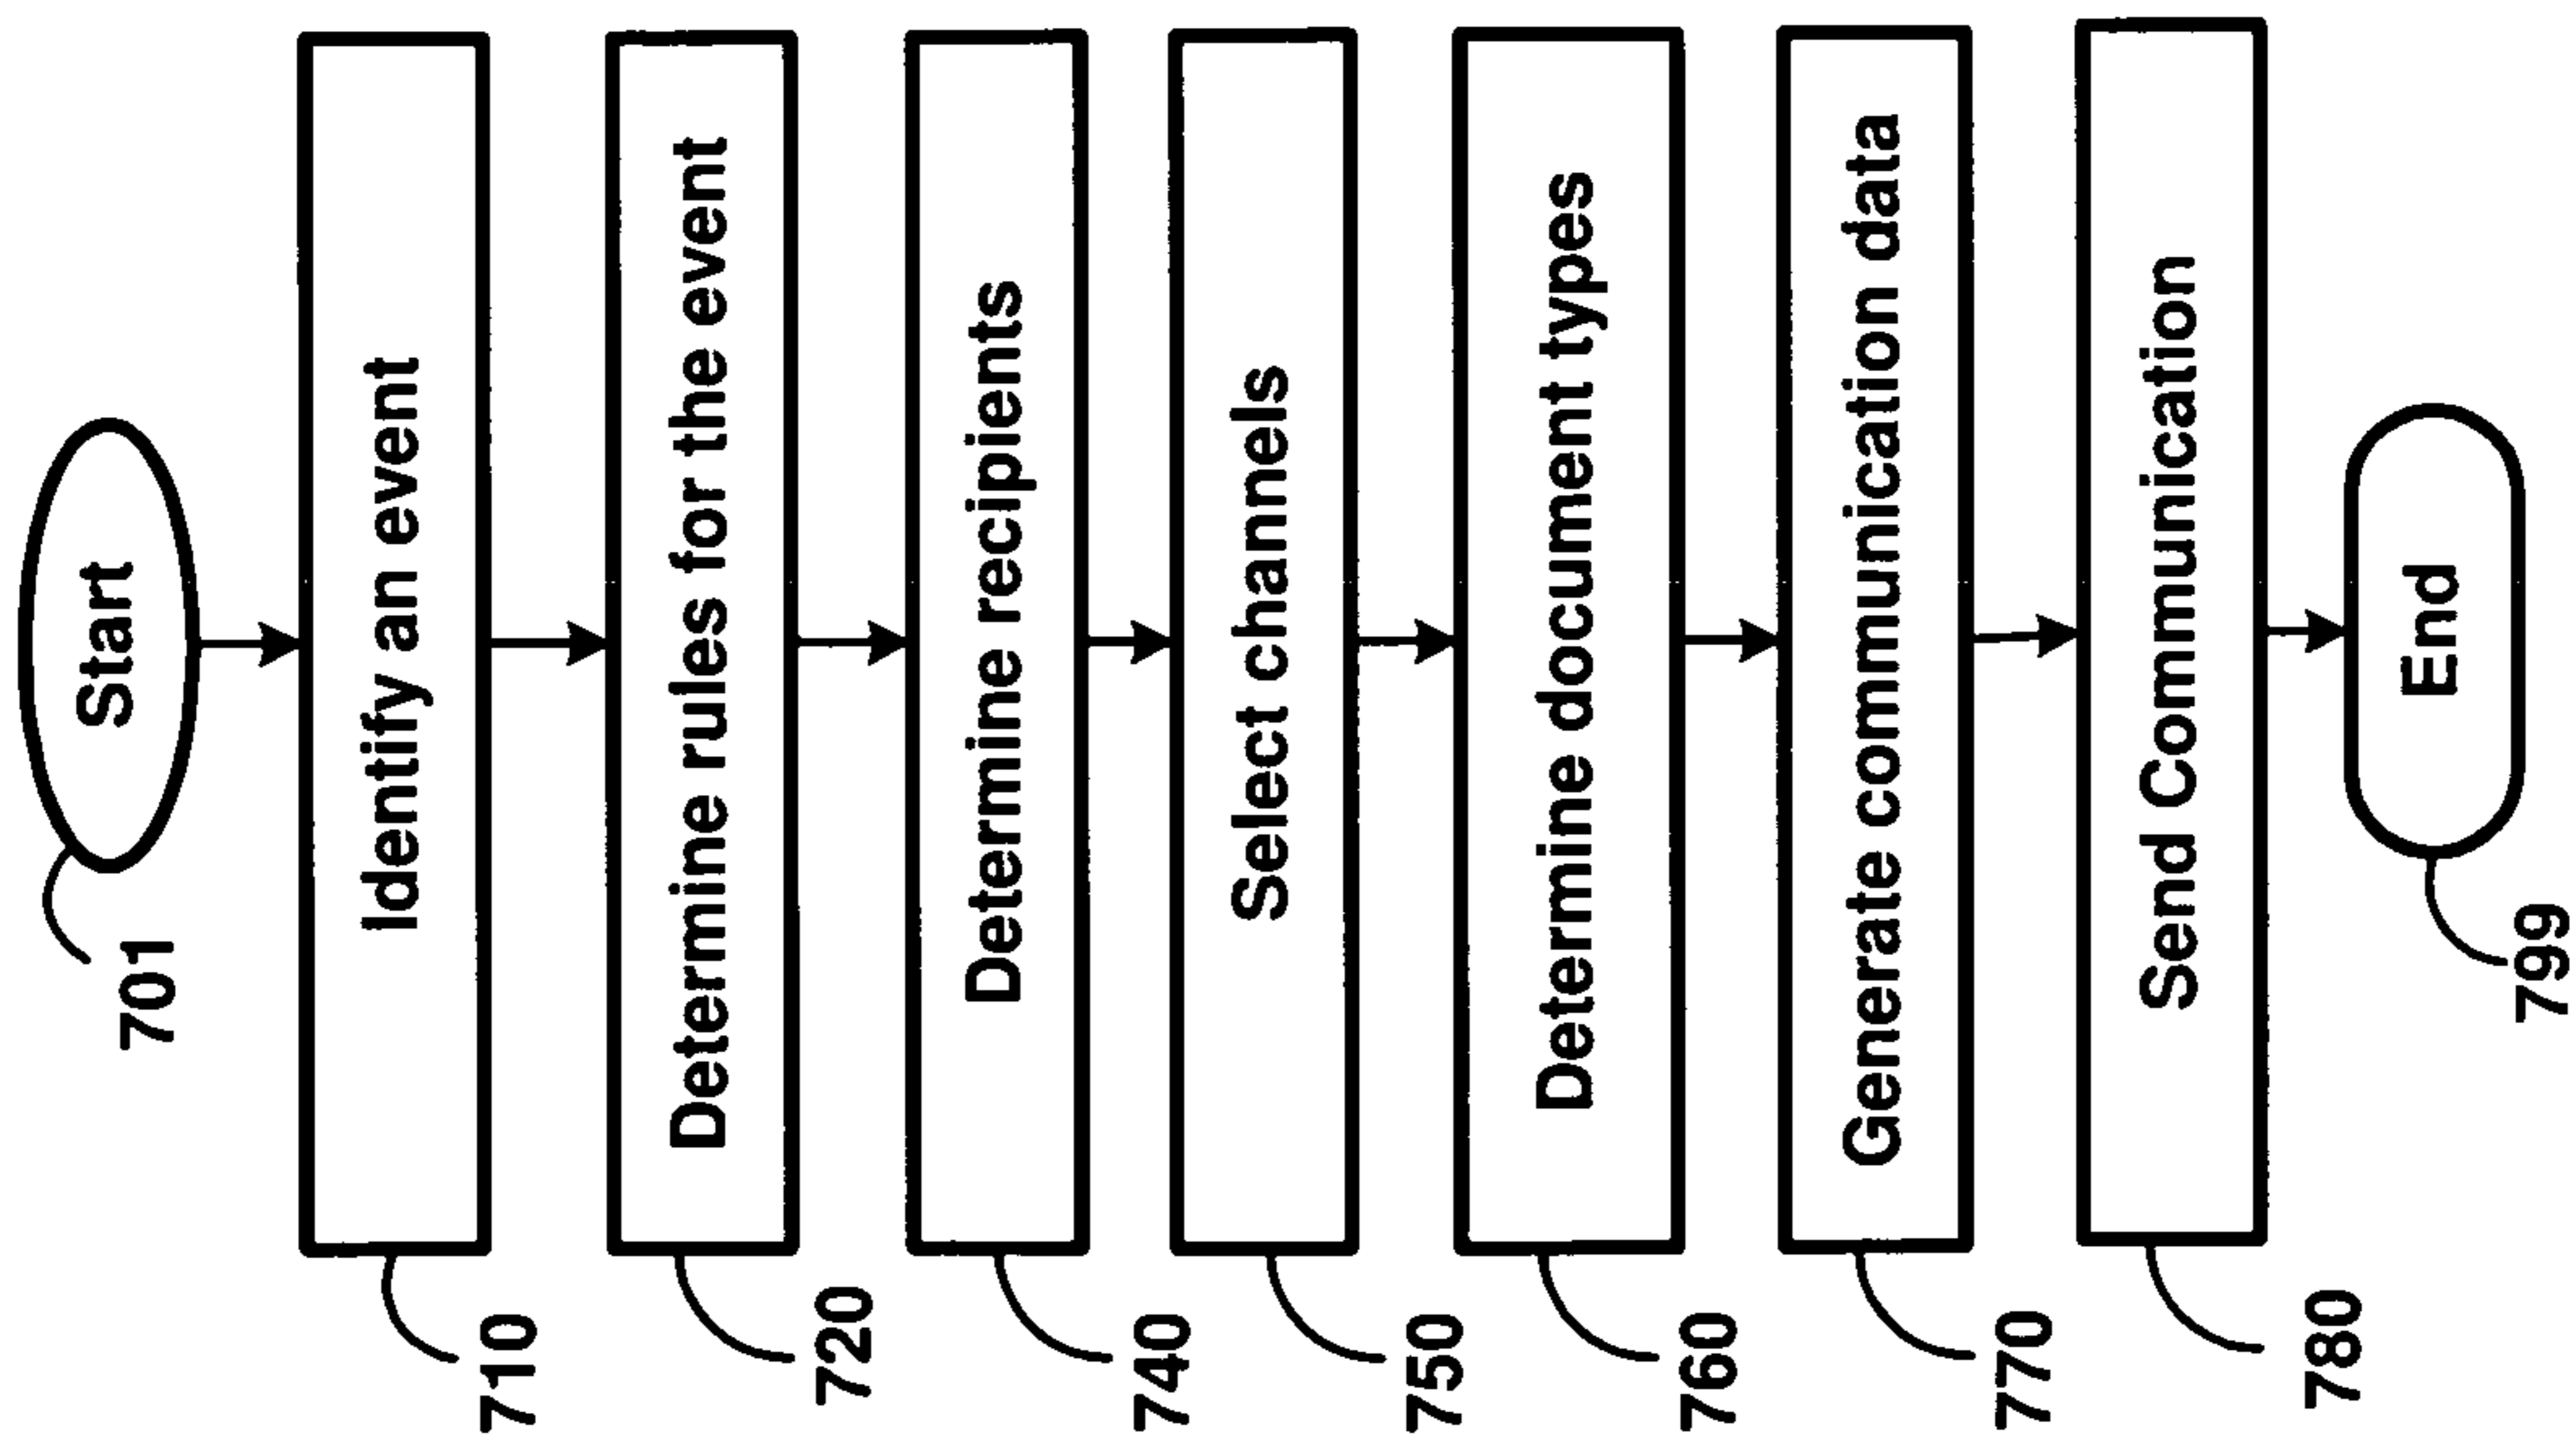 Start
701
Identify an event
710
Determine rules for the event
720
Determine recipients
740
Select channels
750
Determine document types
760
Generate communication data
770
Send Communication
780
End
799